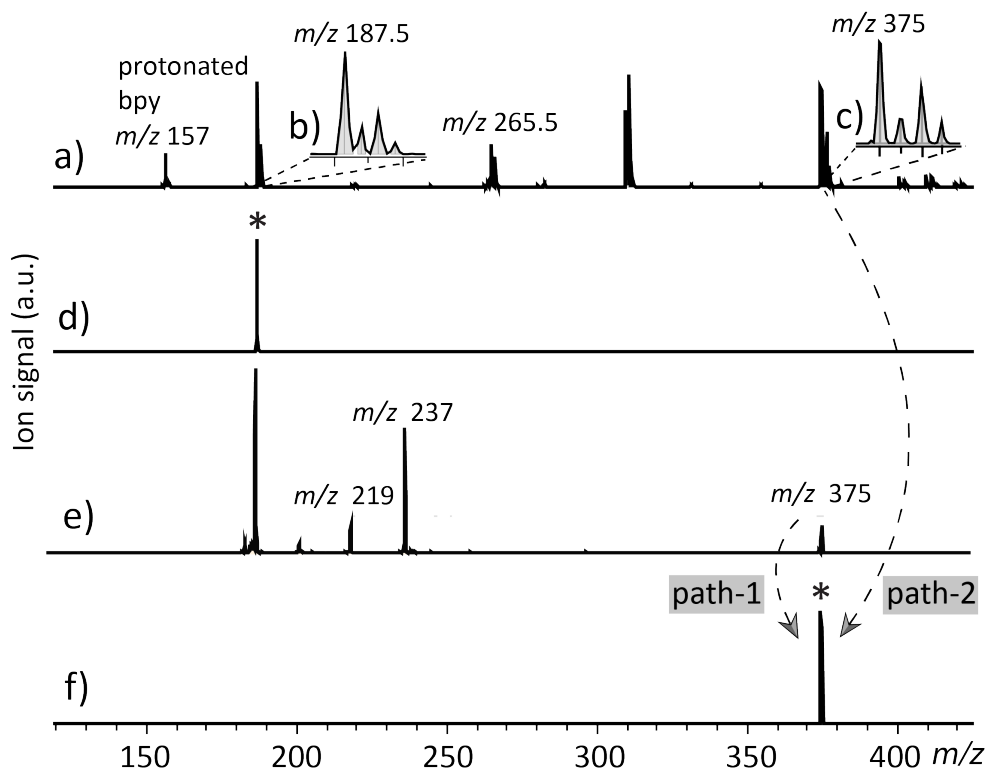 m/z 187.5
m/z 375
protonated
bpy
m/z 157
b)
m/z 265.5
c)
a)
*
d)
Ion signal (a.u.)
m/z 237
m/z 219
m/z 375
e)
path-1
*
path-2
f)
150 200 250 300 350 400 m/z